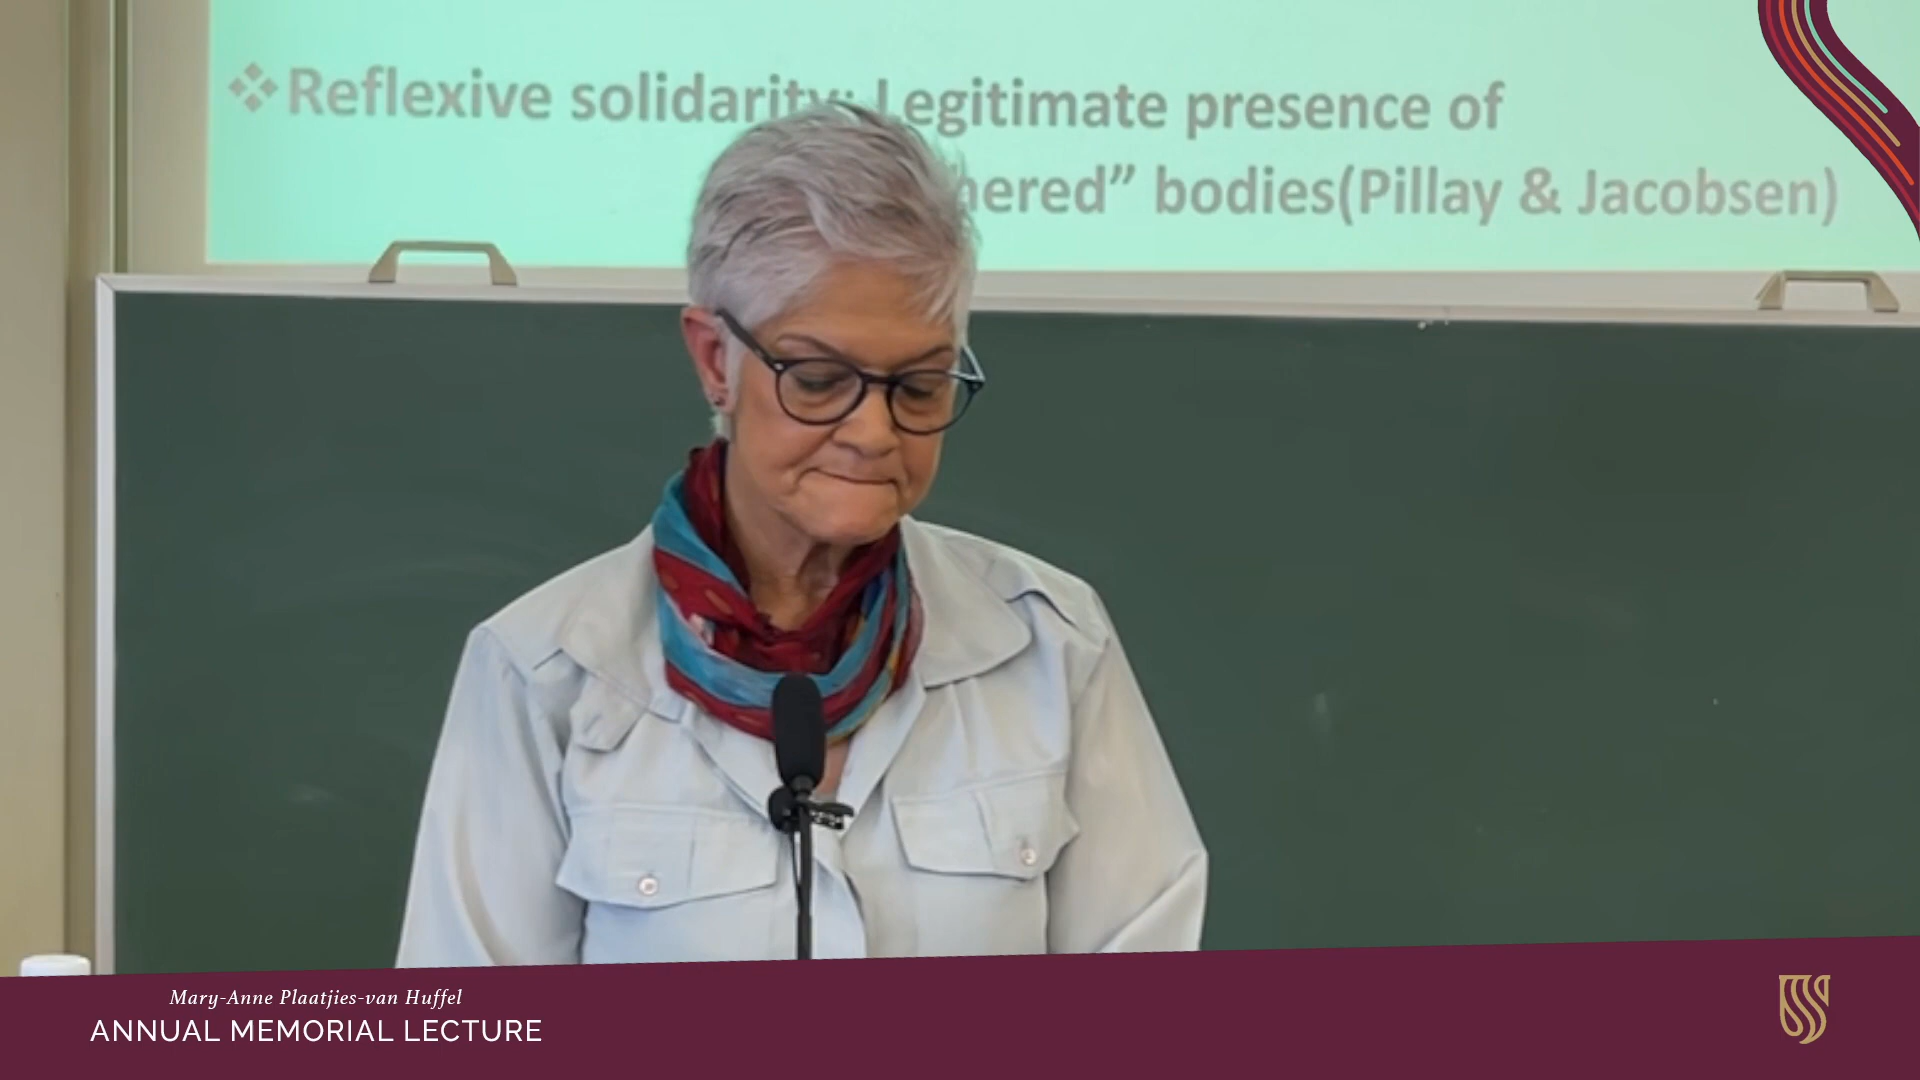 ❖Reflexive solidarity: Legitimate presence of
bodies(Pillay & Jacobsen)
Mary-Anne Plaatjies-van Huffel
ANNUAL MEMORIAL LECTURE